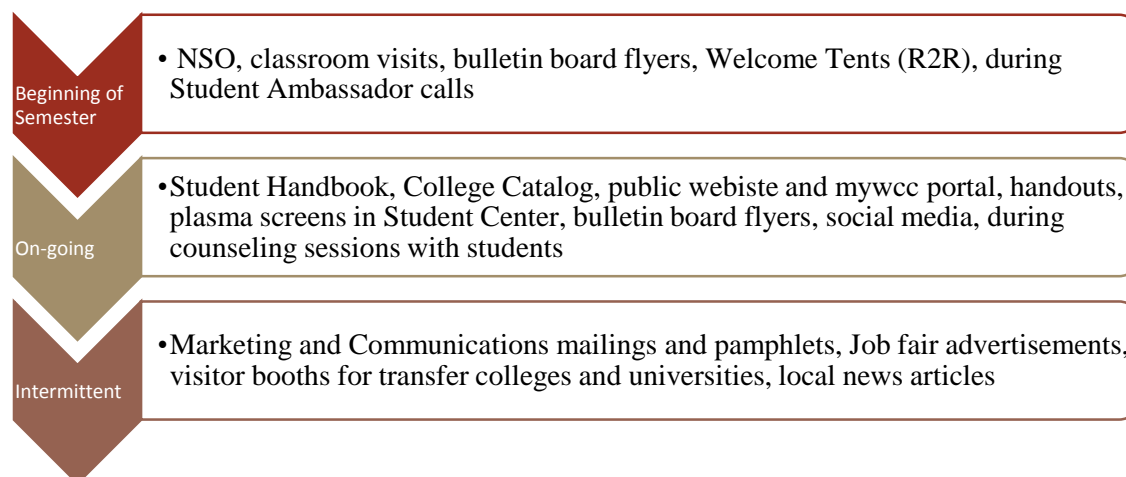 Beginning of
Semester
• NSO, classroom visits, bulletin board flyers, Welcome Tents (R2R), during
Student Ambassador calls
On-going
•Student Handbook, College Catalog, public webiste and mywcc portal, handouts,
plasma screens in Student Center, bulletin board flyers, social media, during
counseling sessions with students
Intermittent
•Marketing and Communications mailings and pamphlets, Job fair advertisements,
visitor booths for transfer colleges and universities, local news articles